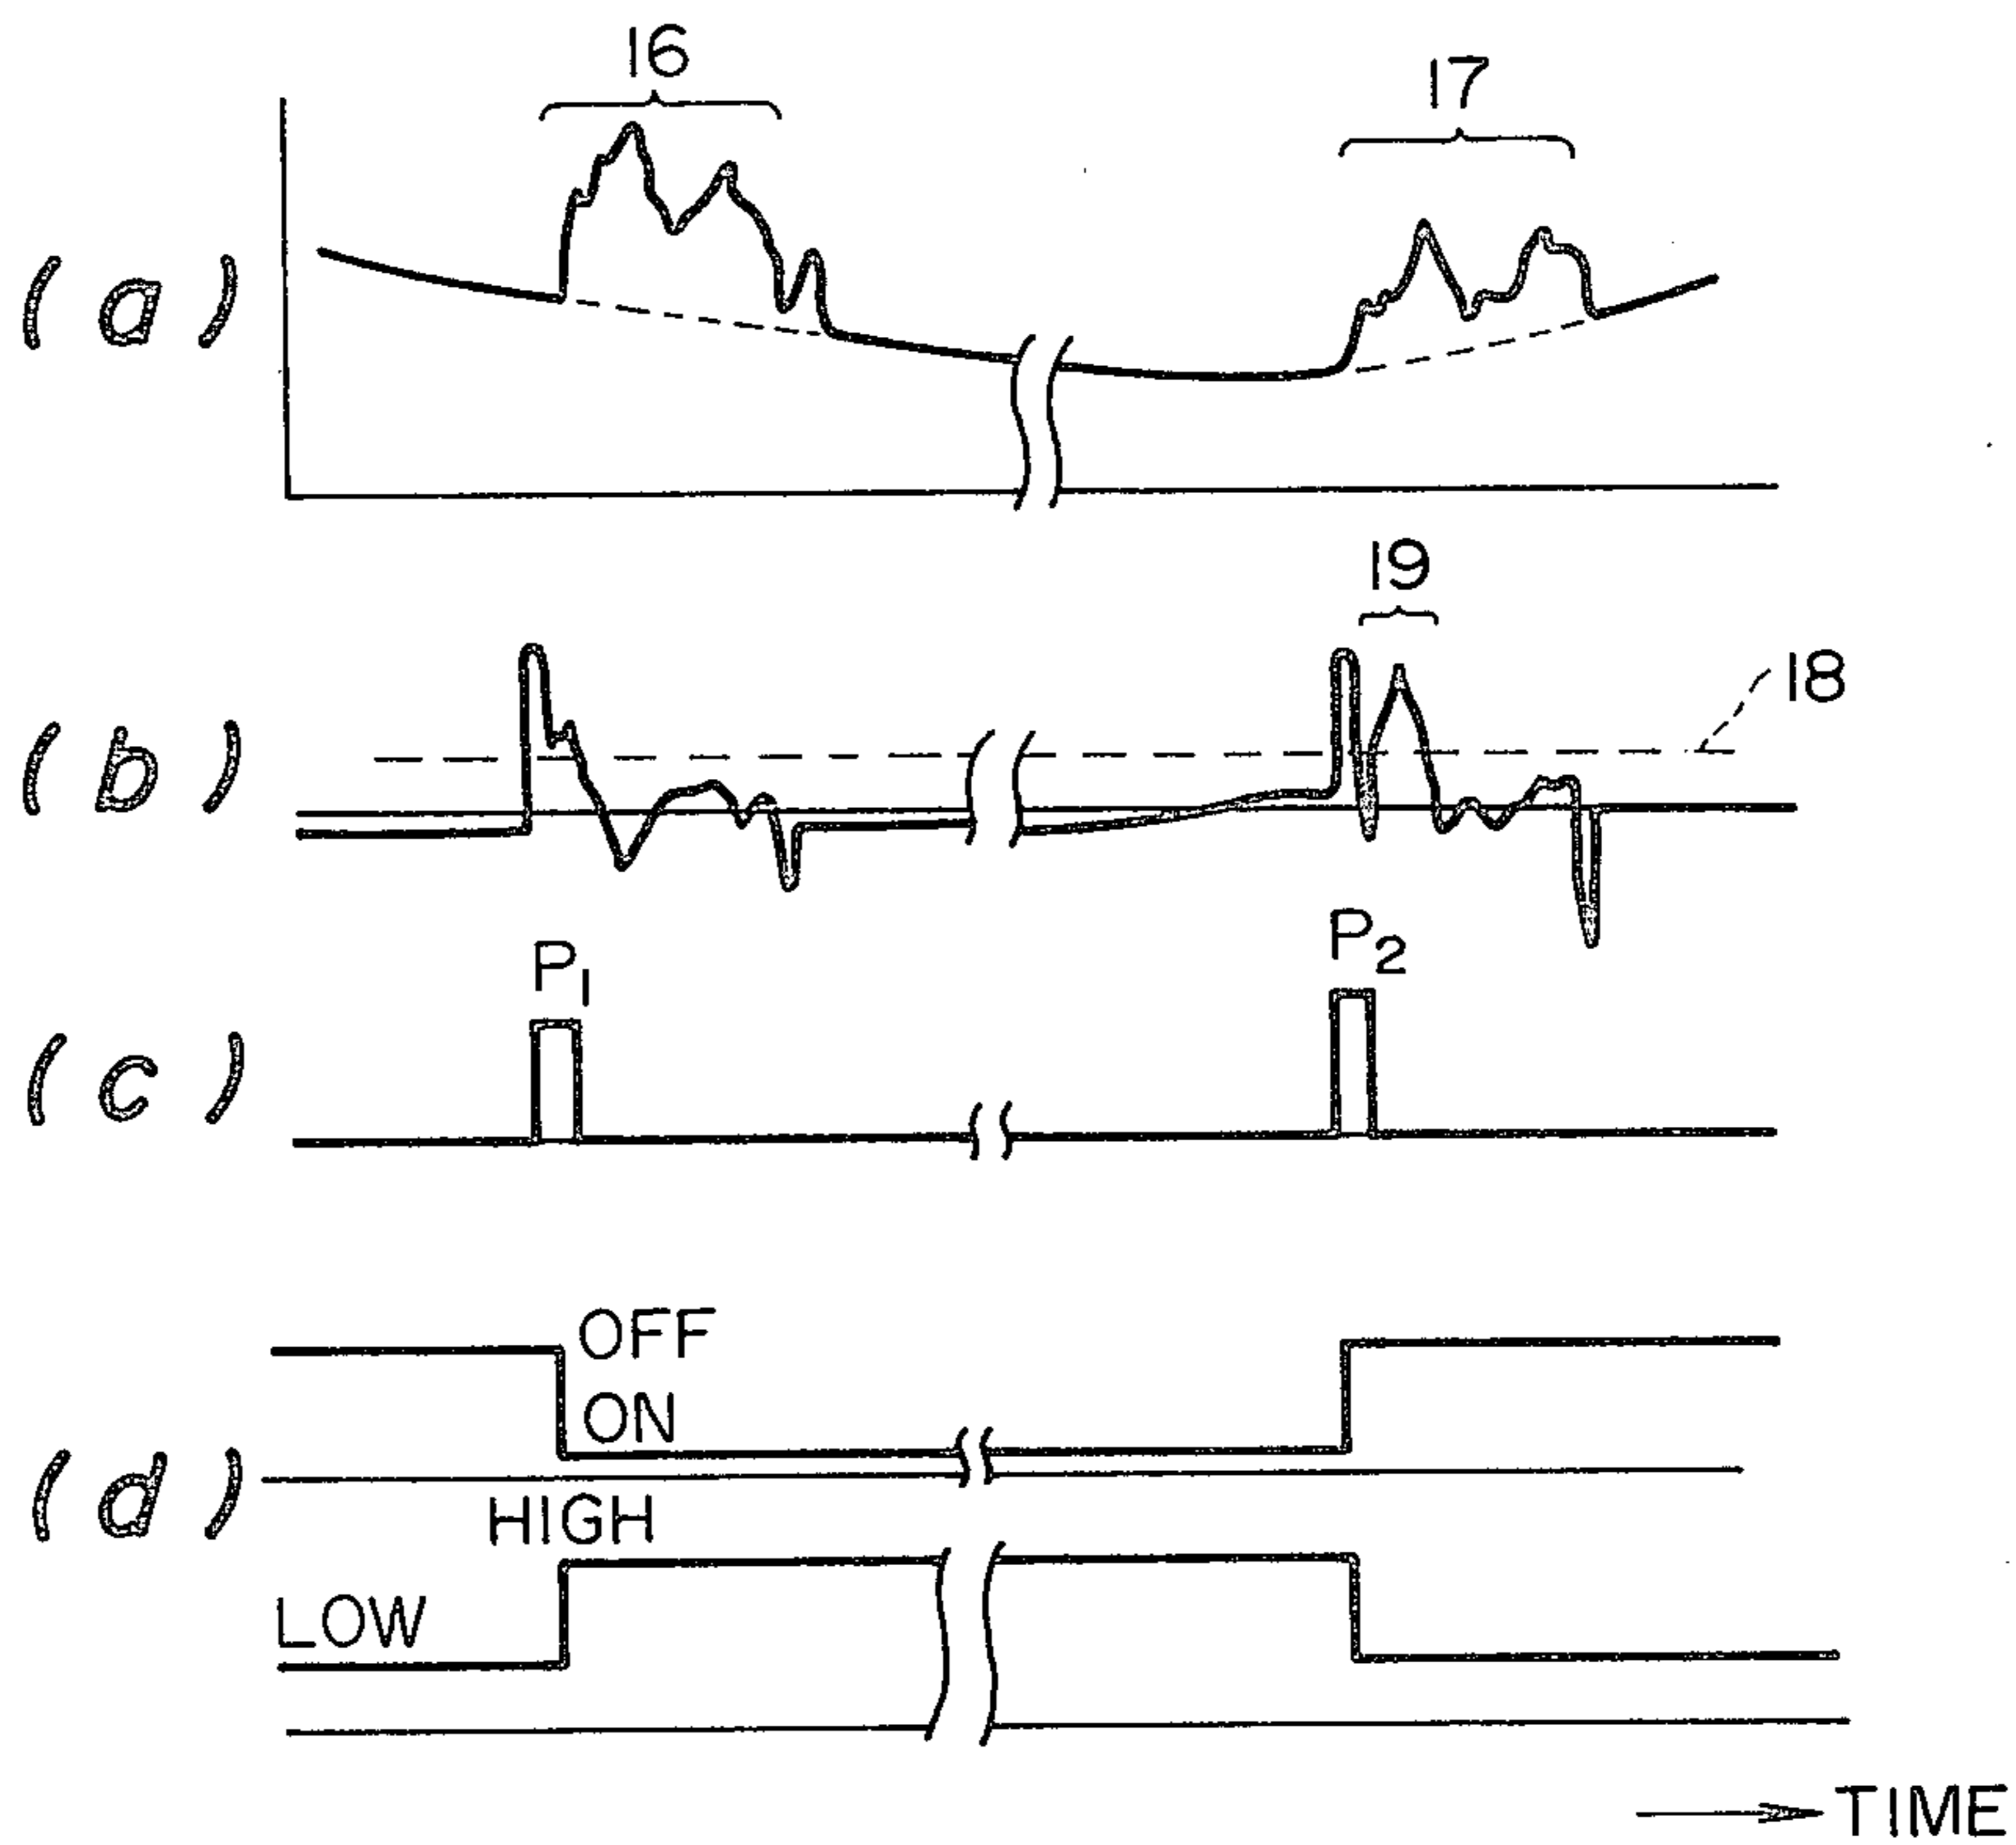 16
17
(a)
19
18
(b)
P1
P2
(c)
OFF
ON
(d)
HIGH
LOW
TIME